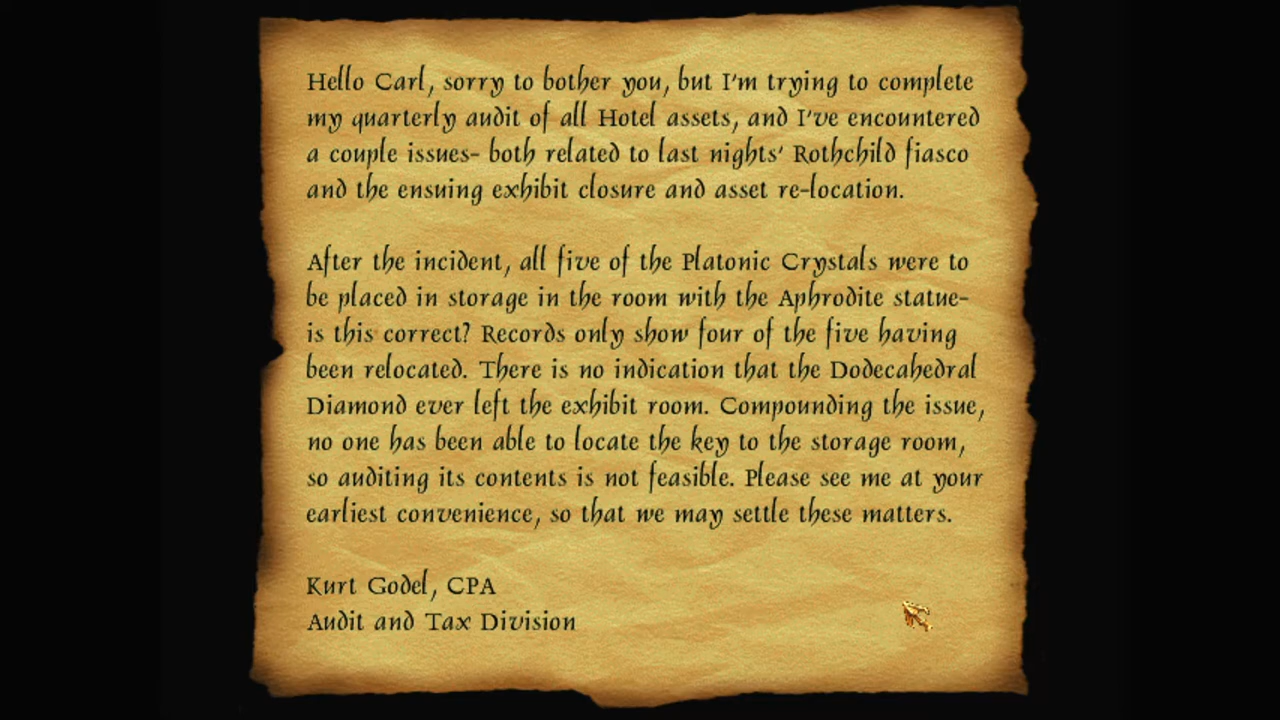 Hello Carl, sorry to bother you, but I'm trying to complete
my quarterly audit of all Hotel assets, and I've encountered
a couple issues- both related to last nights' Rothchild fiasco
and the ensuing exhibit closure and asset re-location.
After the incident, all five of the Platonic Crystals were to
be placed in storage in the room with the Aphrodite statue-
is this correct? Records only show four of the five having
been relocated. There is no indication that the Dodecahedral
Diamond ever left the exhibit room. Compounding the issue,
no one has been able to locate the key to the storage room,
so auditing its contents is not feasible. Please see me at your
earliest convenience, so that we may settle these matters.
Kurt Godel, CPA
Audit and Tax Division